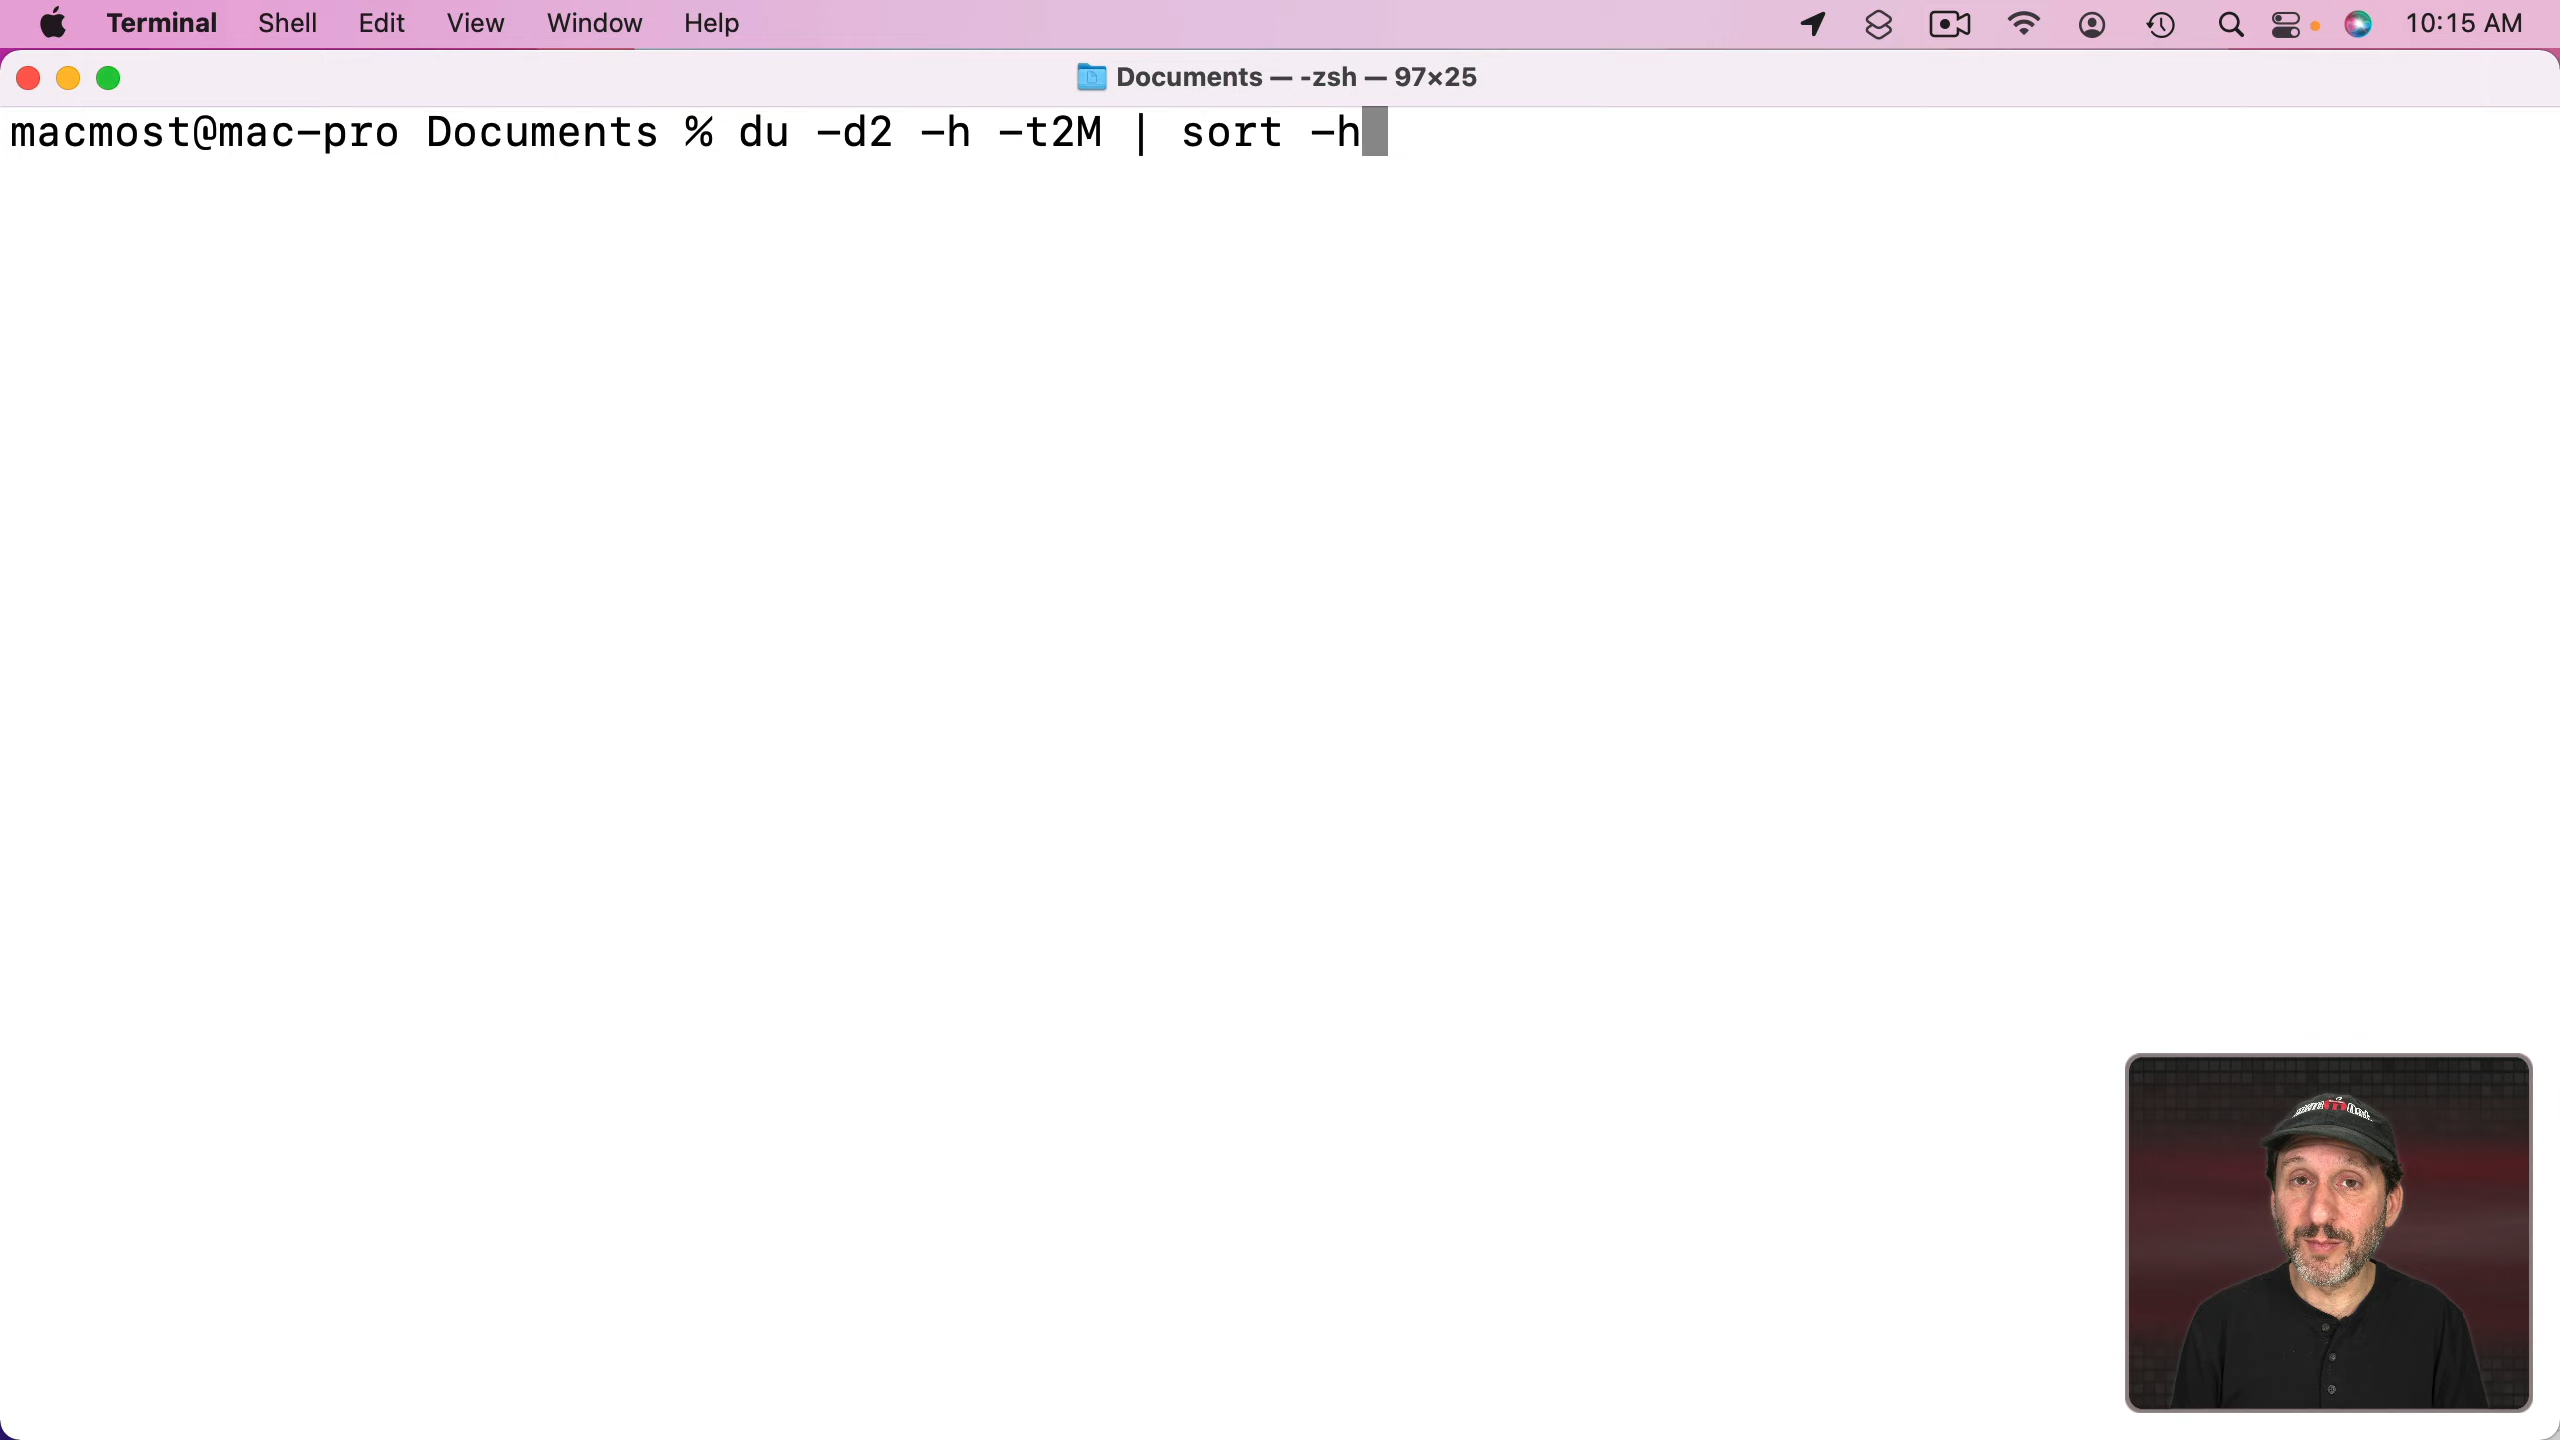 Terminal Shell Edit View Window Help 10:15 AM
Documents — -zsh — 97×25
macmost@mac-pro Documents % du -d2 -h -t2M | sort -h